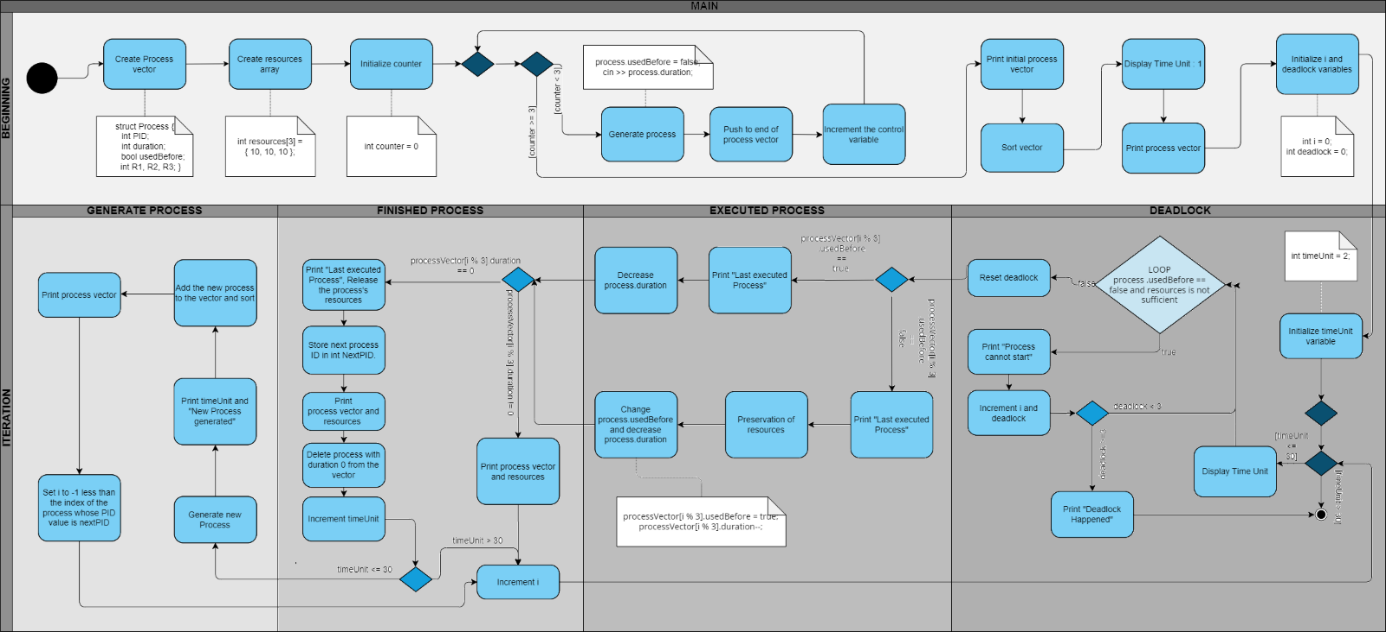 MAIN
BEGINNING
Create Process
vector
Create resources
array
Initialize counter
struct Process {
int PID;
int duration;
bool usedBefore;
int R1, R2, R3; }
int resources[3] =
{ 10, 10, 10 };
int counter = 0
[counter < 3]
[counter >= 3]
process.usedBefore = false;
cin >> process.duration;
Generate process
Push to end of
process vector
Increment the control
variable
Print initial process
vector
Sort vector
Display Time Unit : 1
Print process vector
Initialize i and
deadlock variables
int i = 0;
int deadlock = 0;
ITERATION
GENERATE PROCESS
Print process vector
Add the new process
to the vector and sort
Print timeUnit and
"New Process
generated"
Set i to -1 less than
the index of the
process whose PID
value is nextPID
Generate new
Process
FINISHED PROCESS
Print "Last executed
Process", Release
the process's
resources
processVector[i % 3].duration
== 0
Store next process
ID in int NextPID.
Print
process vector and
resources
Delete process with
duration 0 from the
vector
Increment timeUnit
processVector[i % 3].duration != 0
Print process vector
and resources
timeUnit <= 30
timeUnit > 30
Increment i
EXECUTED PROCESS
Decrease
process.duration
Print "Last executed
Process"
processVector[i % 3]
.usedBefore
==
true;
processVector[i % 3]
.usedBefore
==
false
Change
process.usedBefore
and decrease
process.duration
Preservation of
resources
Print "Last executed
Process"
processVector[i % 3].usedBefore = true;
processVector[i % 3].duration--;
DEADLOCK
Reset deadlock
false
LOOP
process .usedBefore ==
false and resources is not
sufficient
true
Print "Process
cannot start"
Increment i and
deadlock
deadlock < 3
deadlock >= 3
Print "Deadlock
Happened"
int timeUnit = 2;
Initialize timeUnit
variable
[timeUnit
<=
30]
Display Time Unit
[timeUnit > 30]